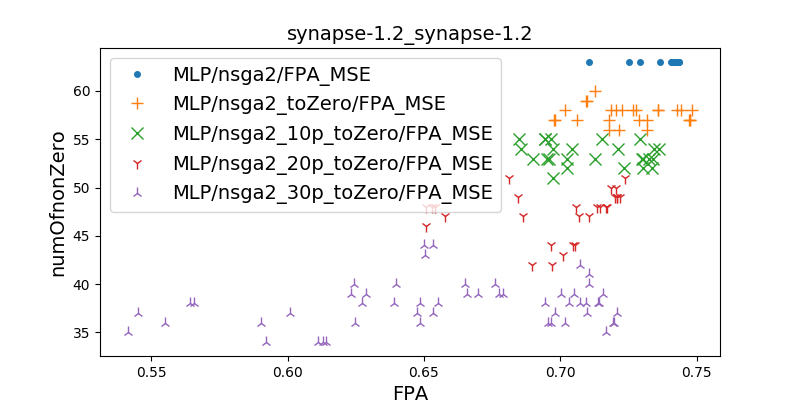 synapse-1.2_synapse-1.2
MLP/nsga2/FPA_MSE
MLP/nsga2_toZero/FPA_MSE
MLP/nsga2_10p_toZero/FPA_MSE
MLP/nsga2_20p_toZero/FPA_MSE
MLP/nsga2_30p_toZero/FPA_MSE
numOfnonZero
60
55
50
45
40
35
0.55 0.60 0.65 0.70 0.75
FPA